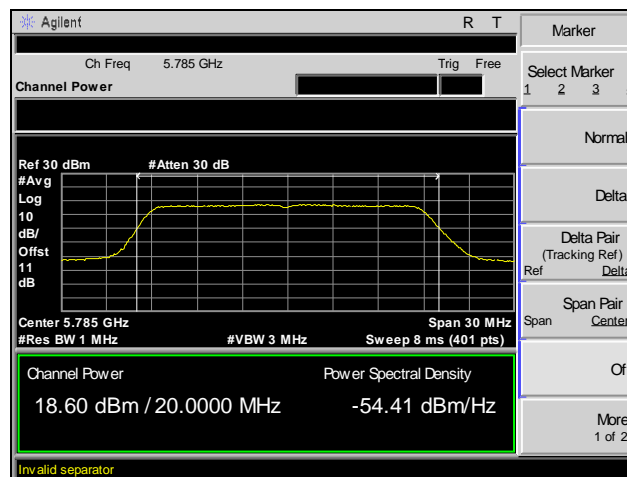 Agilent R T
Ch Freq 5.785 GHz Trig Free
Channel Power
Ref 30 dBm #Atten 30 dB
#Avg
Log
10
dB/
Offst
11
dB
Center 5.785 GHz Span 30 MHz
#Res BW 1 MHz #VBW 3 MHz Sweep 8 ms (401 pts)
Channel Power Power Spectral Density
18.60 dBm / 20.0000 MHz -54.41 dBm/Hz
Invalid separator
Marker
Select Marker
1 2 3
Normal
Delta
Delta Pair
(Tracking Ref)
Ref Delta
Span Pair
Span Center
Of
More
1 of 2